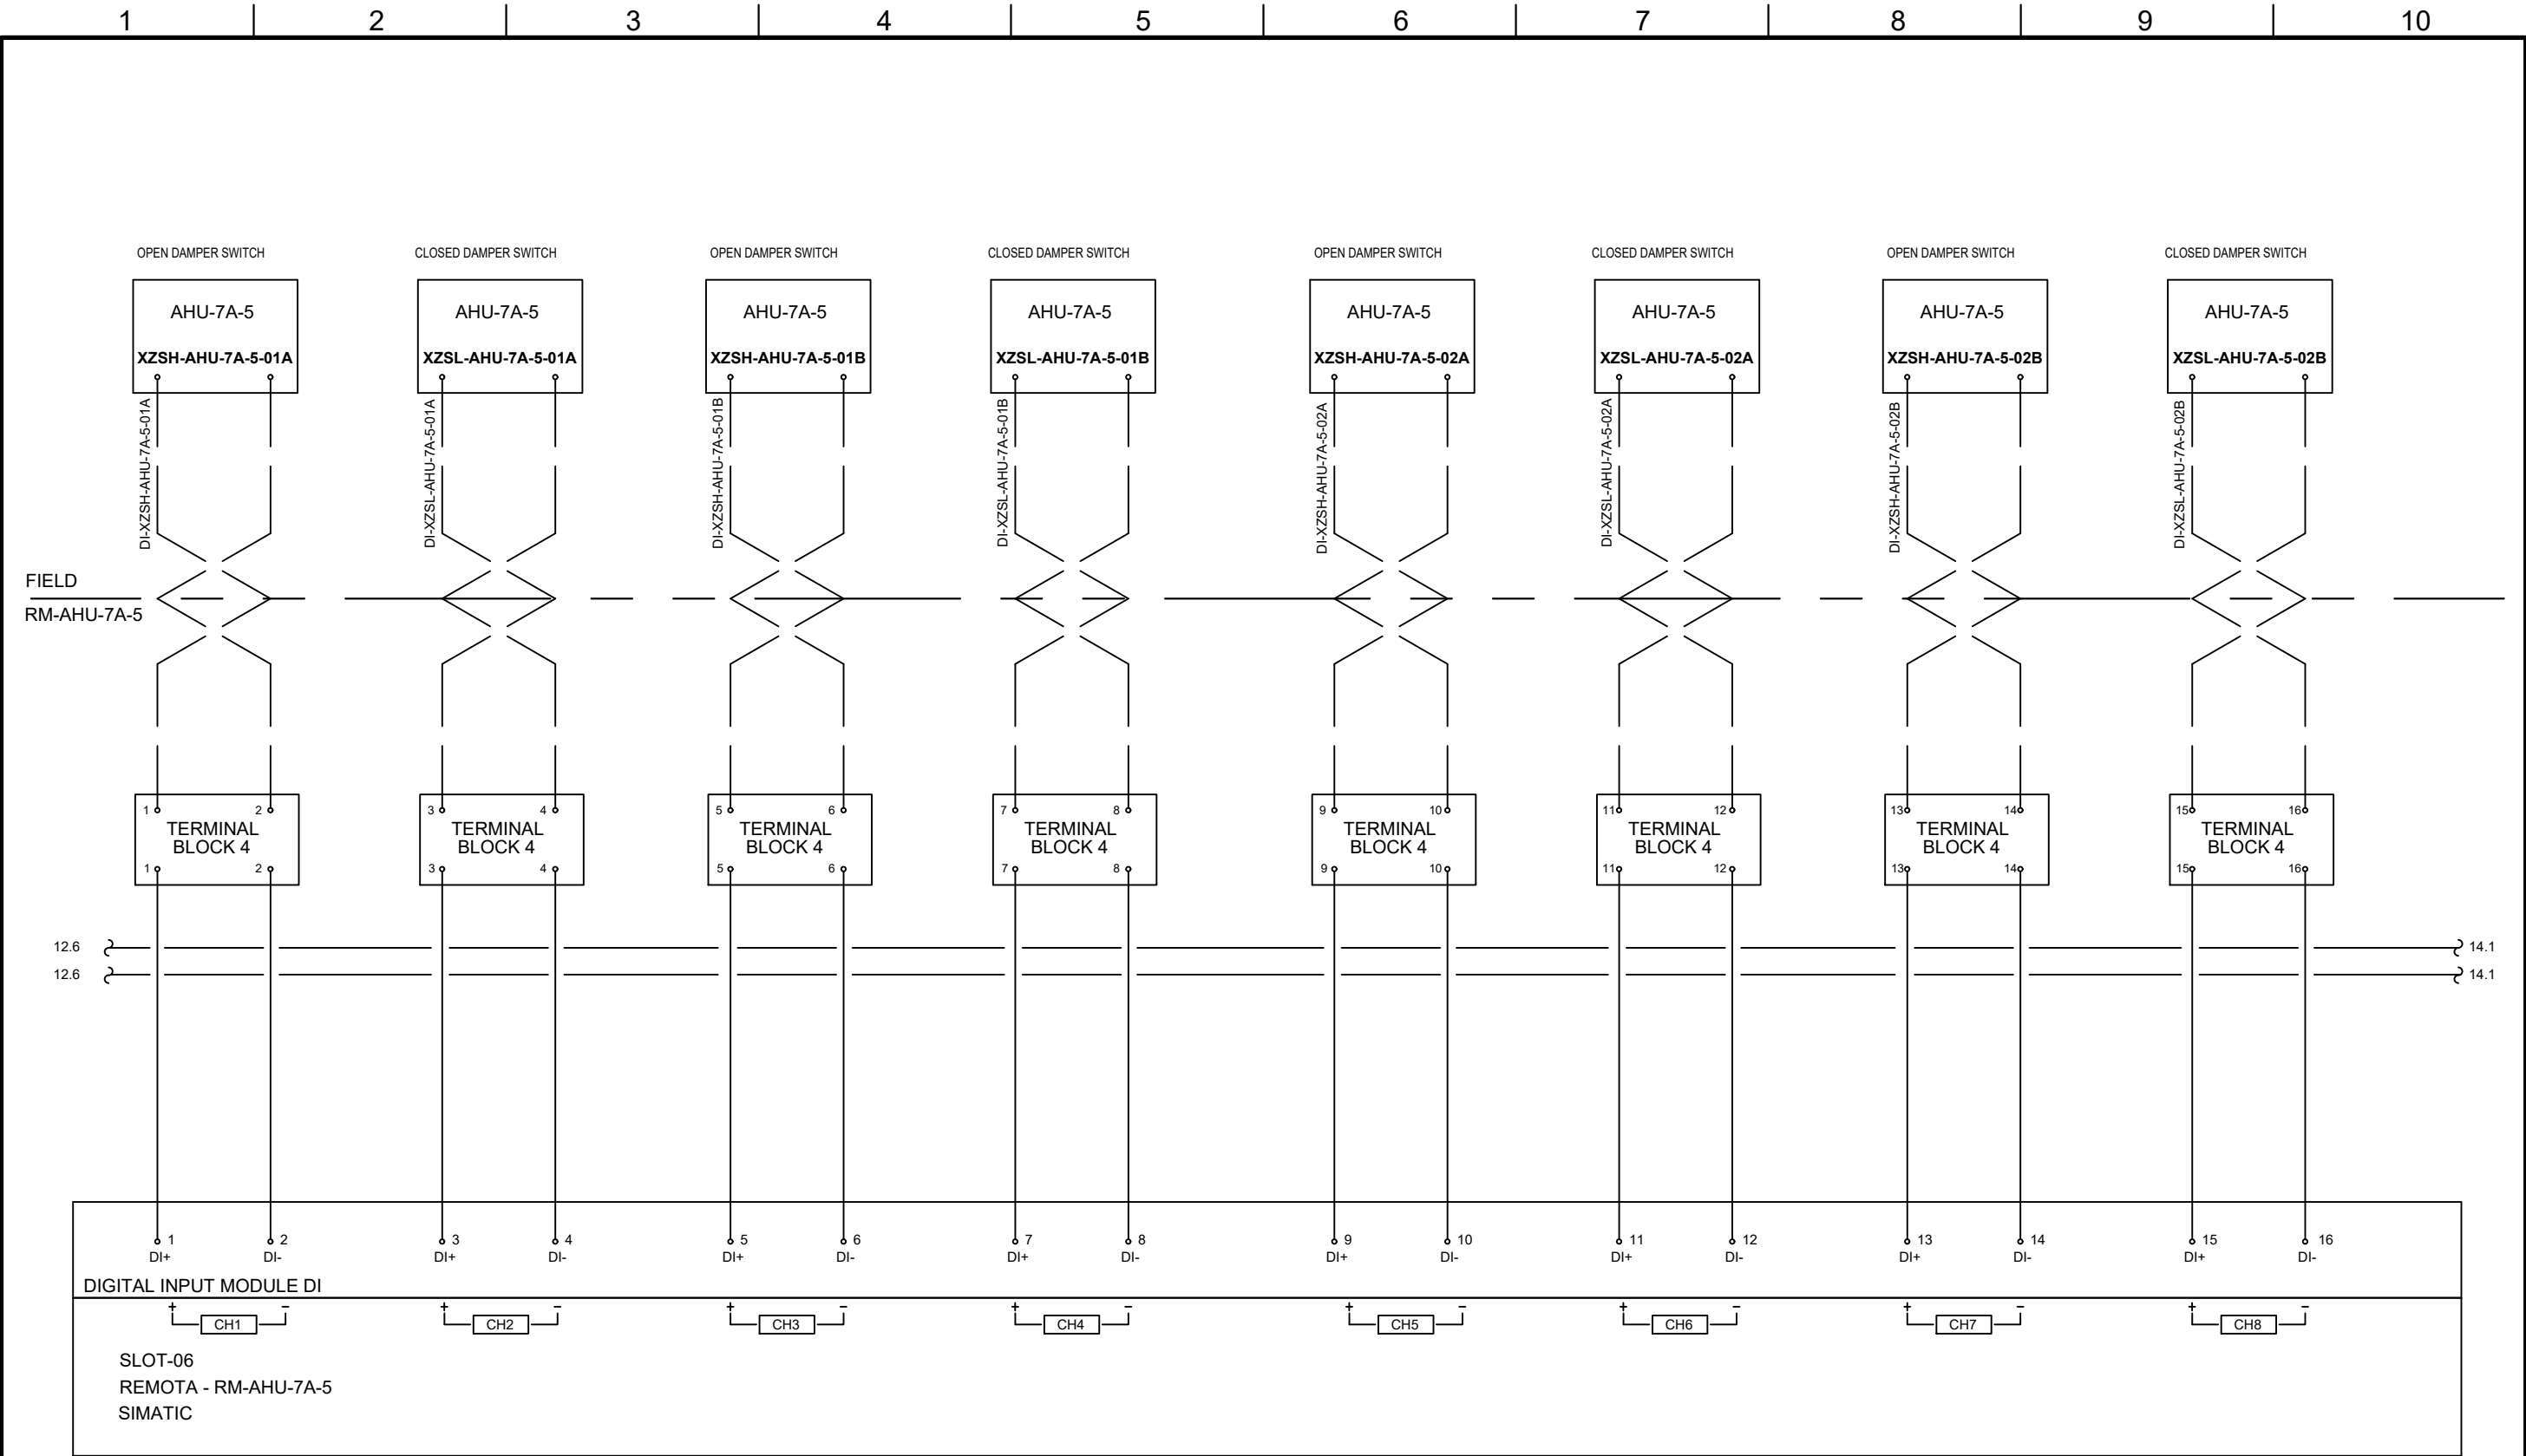 1 2 3 4 5 6 7 8 9 10
OPEN DAMPER SWITCH CLOSED DAMPER SWITCH OPEN DAMPER SWITCH CLOSED DAMPER SWITCH OPEN DAMPER SWITCH CLOSED DAMPER SWITCH OPEN DAMPER SWITCH CLOSED DAMPER SWITCH
AHU-7A-5 AHU-7A-5 AHU-7A-5 AHU-7A-5 AHU-7A-5 AHU-7A-5 AHU-7A-5 AHU-7A-5
XZSH-AHU-7A-5-01A XZSL-AHU-7A-5-01A XZSH-AHU-7A-5-01B XZSL-AHU-7A-5-01B XZSH-AHU-7A-5-02A XZSL-AHU-7A-5-02A XZSH-AHU-7A-5-02B XZSL-AHU-7A-5-02B
DI-XZSH-AHU-7A-5-01A
DI-XZSL-AHU-7A-5-01A
DI-XZSH-AHU-7A-5-01B
DI-XZSL-AHU-7A-5-01B
DI-XZSH-AHU-7A-5-02A
DI-XZSL-AHU-7A-5-02A
DI-XZSH-AHU-7A-5-02B
DI-XZSL-AHU-7A-5-02B
FIELD
RM-AHU-7A-5
1 2 3 4 5 6 7 8 9 10 11 12 13 14 15 16
TERMINAL TERMINAL TERMINAL TERMINAL TERMINAL TERMINAL TERMINAL TERMINAL
BLOCK 4 BLOCK 4 BLOCK 4 BLOCK 4 BLOCK 4 BLOCK 4 BLOCK 4 BLOCK 4
1 2 3 4 5 6 7 8 9 10 11 12 13 14 15 16
12.6 14.1
12.6 14.1
1 2 3 4 5 6 7 8 9 10 11 12 13 14 15 16
DI+ DI- DI+ DI- DI+ DI- DI+ DI- DI+ DI- DI+ DI- DI+ DI- DI+ DI-
DIGITAL INPUT MODULE DI
+ - + - + - + - + - + - + - + -
CH1 CH2 CH3 CH4 CH5 CH6 CH7 CH8
SLOT-06
REMOTA - RM-AHU-7A-5
SIMATIC